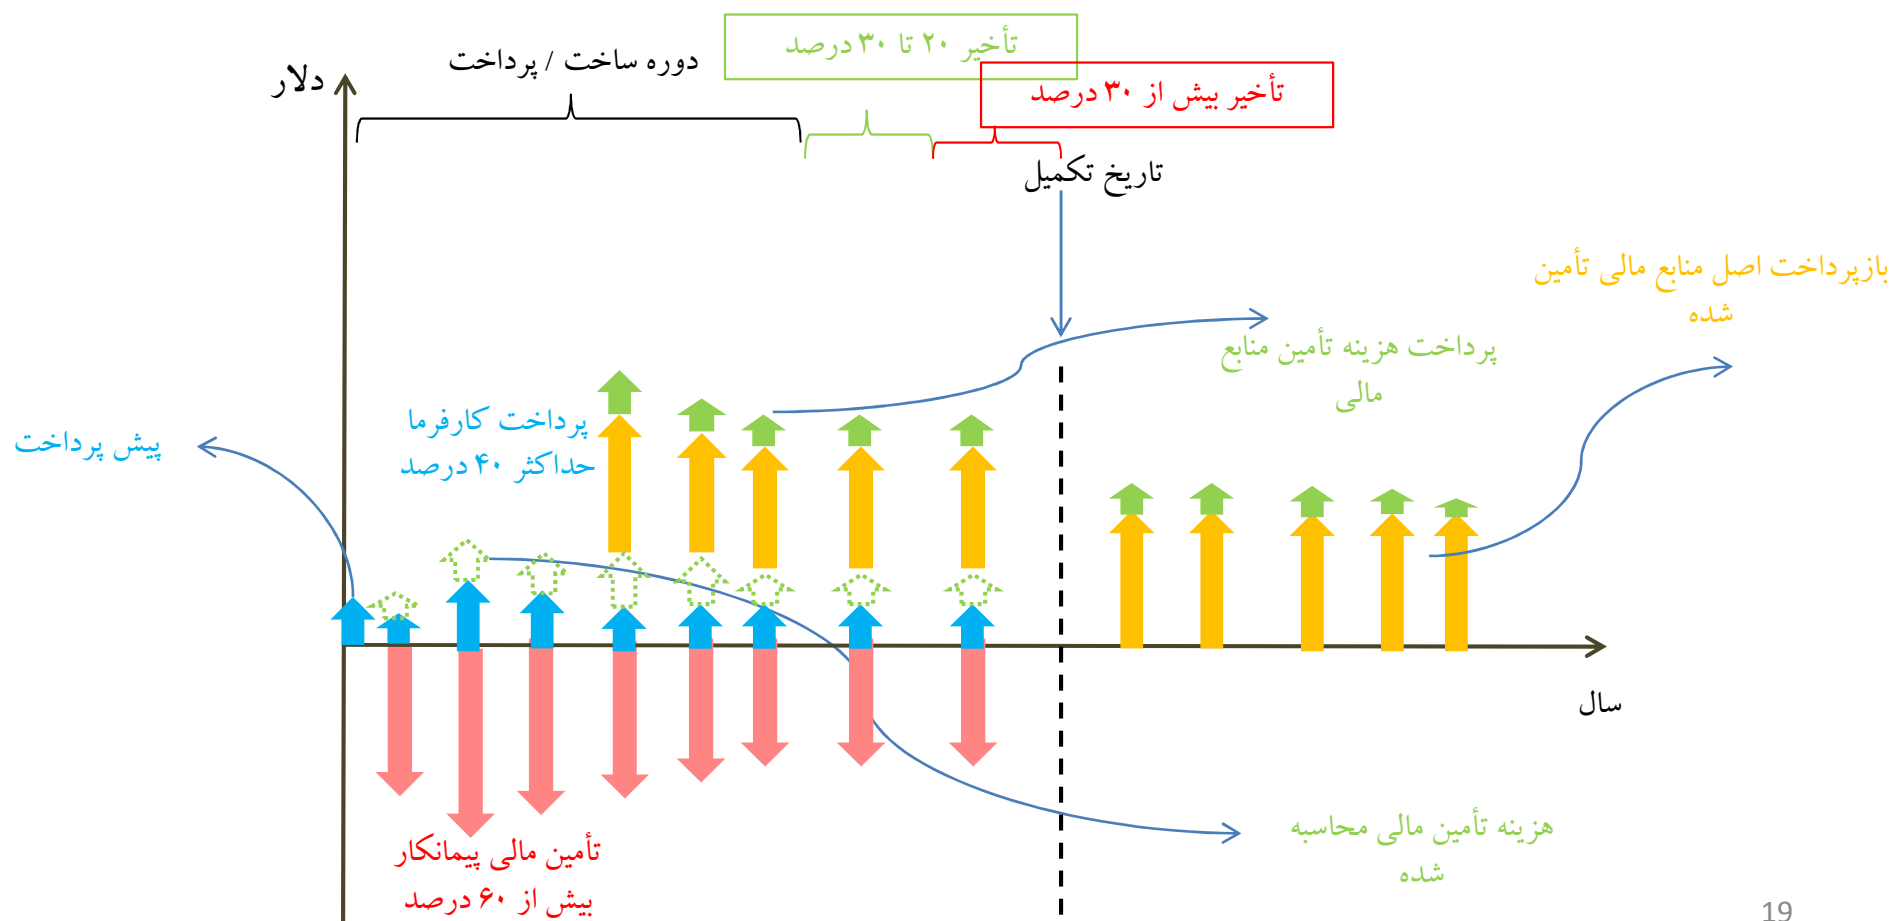 تأخیر ۲۰ تا ۳۰ درصد
دوره ساخت / پرداخت
دلار
تأخیر بیش از ۳۰ درصد
تاریخ تکمیل
بازپرداخت اصل منابع مالی تأمین
شده
پرداخت هزینه تأمین منابع
مالی
پرداخت کارفرما
حداکثر ۴۰ درصد
پیش پرداخت
سال
هزینه تأمین مالی محاسبه
شده
تأمین مالی پیمانکار
بیش از ۶۰ درصد
19